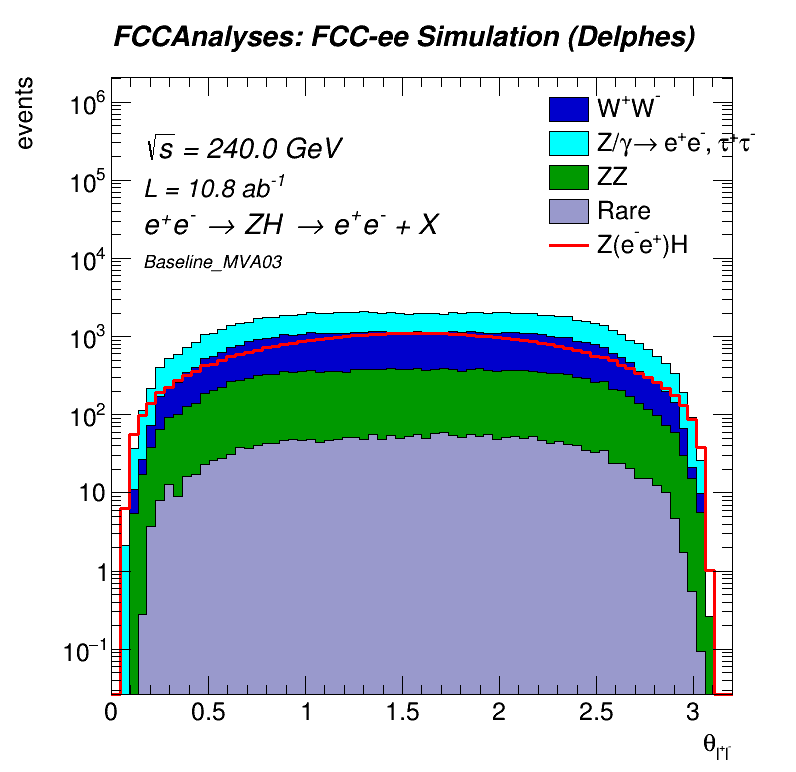 FCCAnalyses: FCC-ee Simulation (Delphes)
events
√s = 240.0 GeV
L = 10.8 ab⁻¹
e⁺e⁻ → ZH → e⁺e⁻ + X
Baseline_MVA03
W⁺W⁻
Z/γ→ e⁺e⁻, τ⁺τ⁻
ZZ
Rare
Z(e⁻e⁺)H
10⁶
10⁵
10⁴
10³
10²
10
1
10⁻¹
0 0.5 1 1.5 2 2.5 3
θ_l⁺l⁻